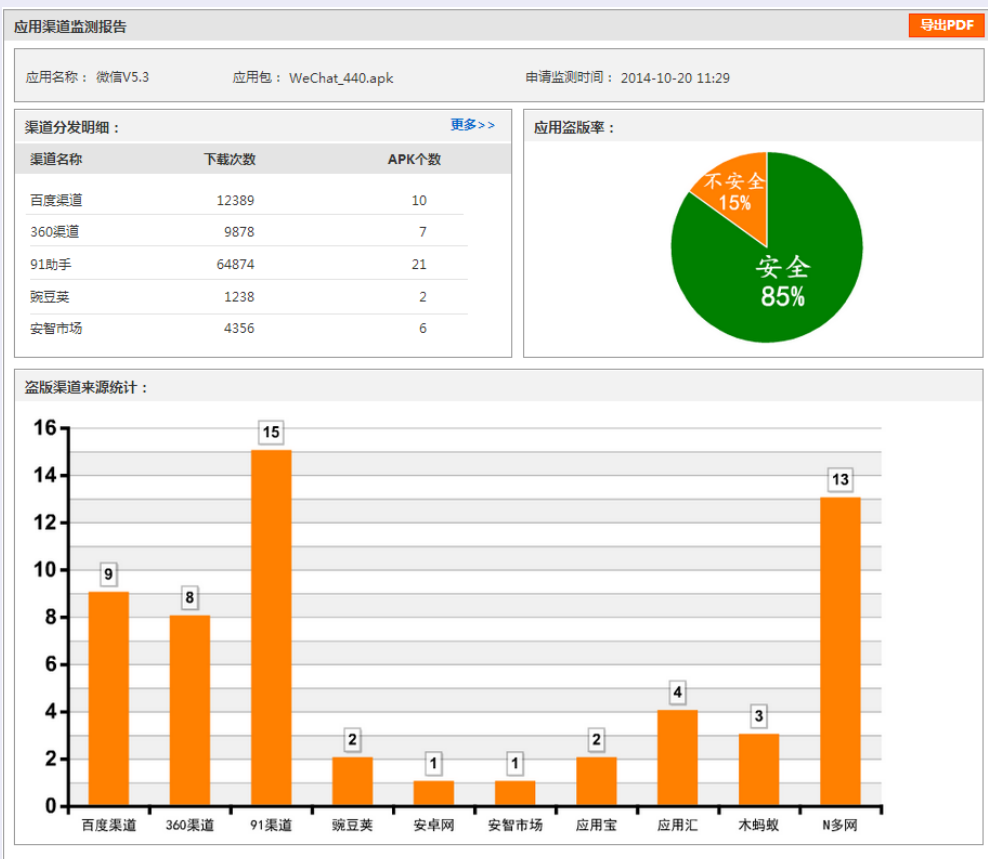 应用渠道监测报告 导出PDF
应用名称： 微信V5.3 应用包： WeChat_440.apk 申请监测时间： 2014-10-20 11:29
渠道分发明细： 更多>>
渠道名称 下载次数 APK个数
百度渠道 12389 10
360渠道 9878 7
91助手 64874 21
豌豆荚 1238 2
安智市场 4356 6
应用盗版率：
不安全
15%
安全
85%
盗版渠道来源统计：
16
14
12
10
8
6
4
2
0
9
8
15
2
1
1
2
4
3
13
百度渠道 360渠道 91渠道 豌豆荚 安卓网 安智市场 应用宝 应用汇 木蚂蚁 N多网